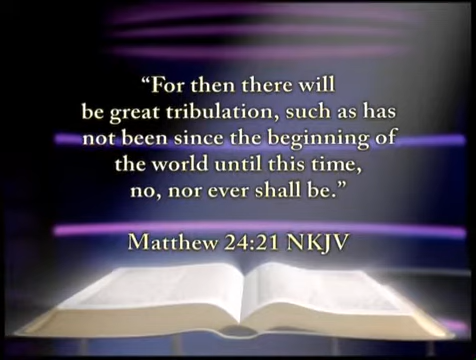 “For then there will
be great tribulation, such as has
not been since the beginning of
the world until this time,
no, nor ever shall be.”
Matthew 24:21 NKJV